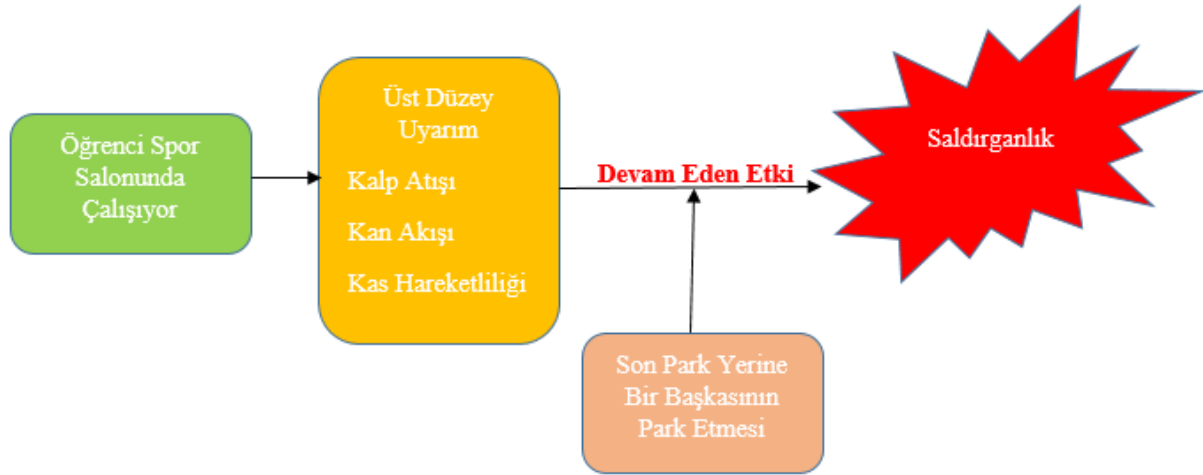 Öğrenci Spor
Salonunda
Çalışıyor
Üst Düzey
Uyarım
Kalp Atışı
Kan Akışı
Kas Hareketliliği
Devam Eden Etki
Saldırganlık
Son Park Yerine
Bir Başkasının
Park Etmesi